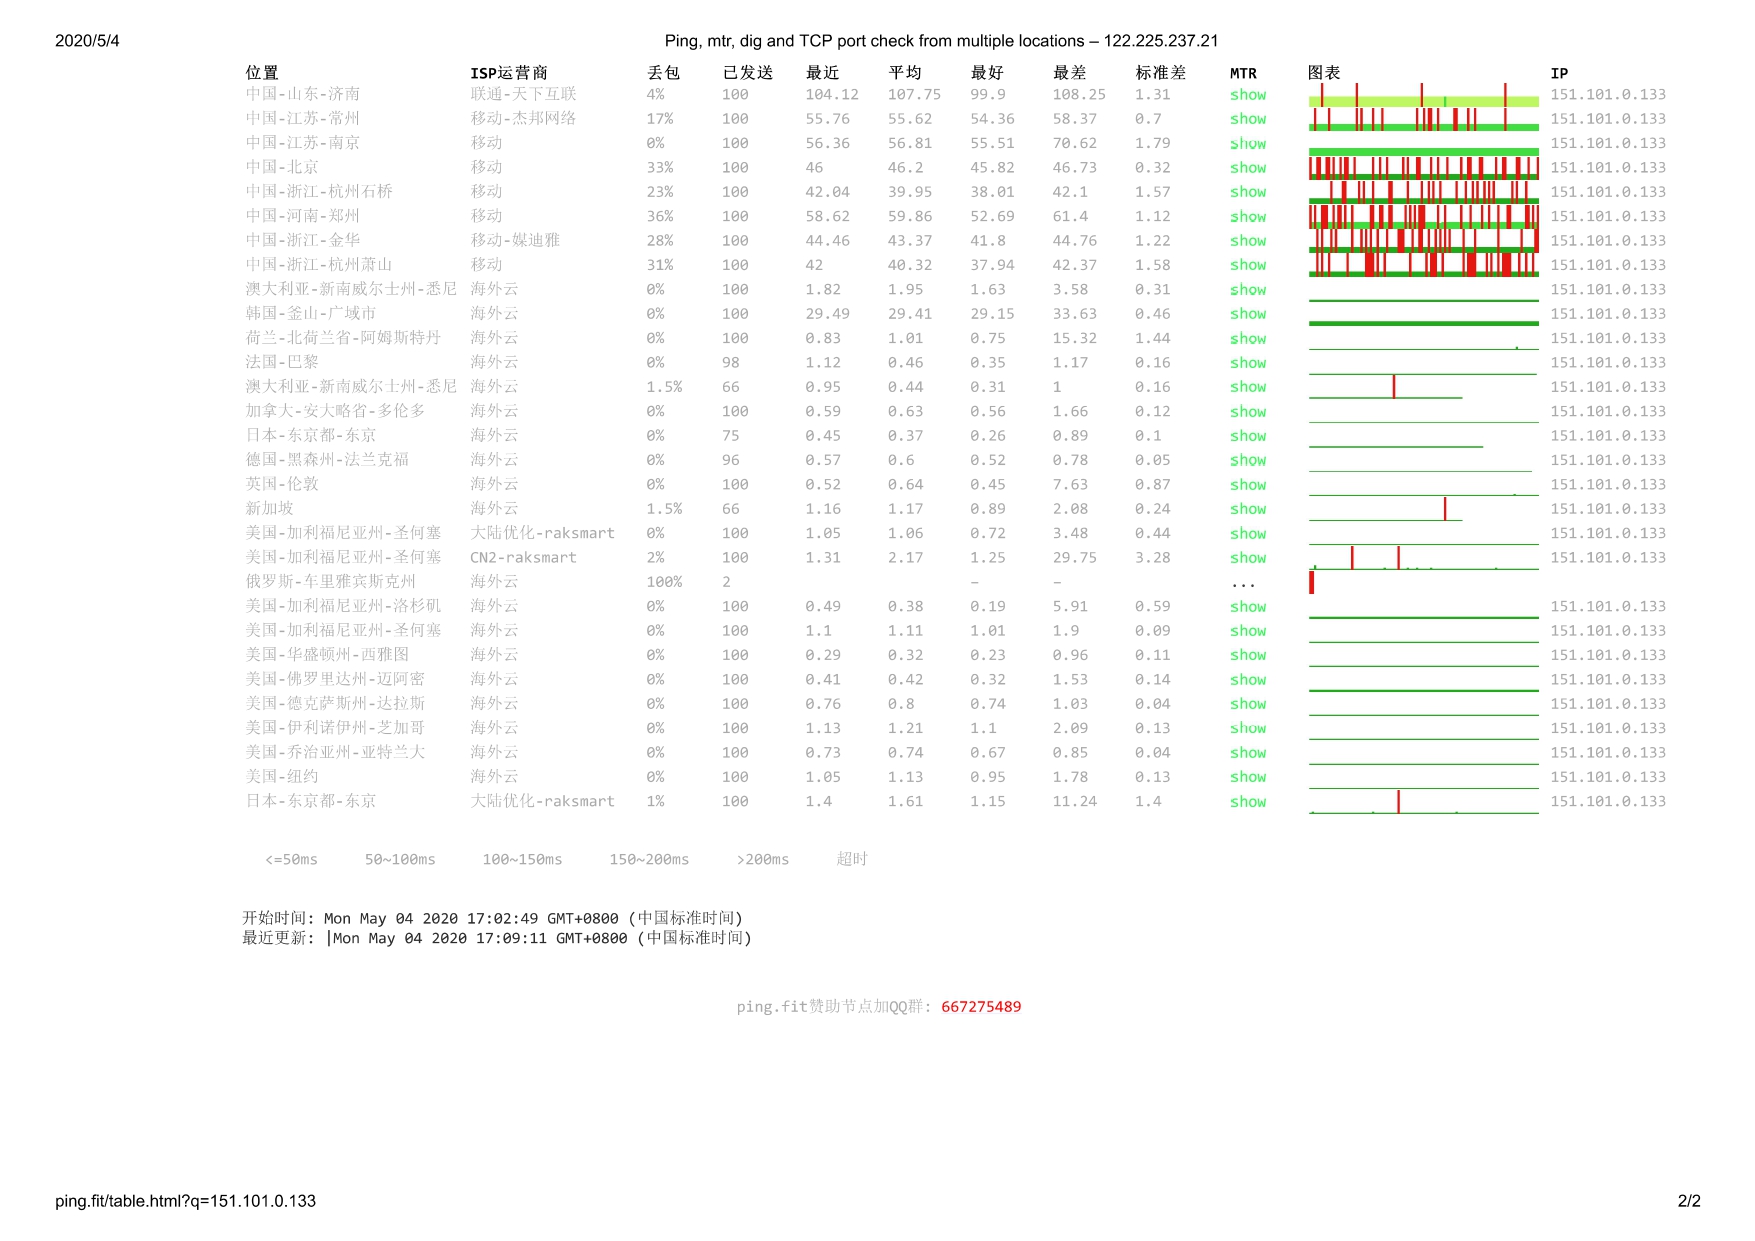 2020/5/4 Ping, mtr, dig and TCP port check from multiple locations – 122.225.237.21
位置 ISP运营商 丢包 已发送 最近 平均 最好 最差 标准差 MTR 图表 IP
中国-山东-济南 联通-天下互联 4% 100 104.12 107.75 99.9 108.25 1.31 show 151.101.0.133
中国-江苏-常州 移动-杰邦网络 17% 100 55.76 55.62 54.36 58.37 0.7 show 151.101.0.133
中国-江苏-南京 移动 0% 100 56.36 56.81 55.51 70.62 1.79 show 151.101.0.133
中国-北京 移动 33% 100 46 46.2 45.82 46.73 0.32 show 151.101.0.133
中国-浙江-杭州石桥 移动 23% 100 42.04 39.95 38.01 42.1 1.57 show 151.101.0.133
中国-河南-郑州 移动 36% 100 58.62 59.86 52.69 61.4 1.12 show 151.101.0.133
中国-浙江-金华 移动-媒迪雅 28% 100 44.46 43.37 41.8 44.76 1.22 show 151.101.0.133
中国-浙江-杭州萧山 移动 31% 100 42 40.32 37.94 42.37 1.58 show 151.101.0.133
澳大利亚-新南威尔士州-悉尼 海外云 0% 100 1.82 1.95 1.63 3.58 0.31 show 151.101.0.133
韩国-釜山-广域市 海外云 0% 100 29.49 29.41 29.15 33.63 0.46 show 151.101.0.133
荷兰-北荷兰省-阿姆斯特丹 海外云 0% 100 0.83 1.01 0.75 15.32 1.44 show 151.101.0.133
法国-巴黎 海外云 0% 98 1.12 0.46 0.35 1.17 0.16 show 151.101.0.133
澳大利亚-新南威尔士州-悉尼 海外云 1.5% 66 0.95 0.44 0.31 1 0.16 show 151.101.0.133
加拿大-安大略省-多伦多 海外云 0% 100 0.59 0.63 0.56 1.66 0.12 show 151.101.0.133
日本-东京都-东京 海外云 0% 75 0.45 0.37 0.26 0.89 0.1 show 151.101.0.133
德国-黑森州-法兰克福 海外云 0% 96 0.57 0.6 0.52 0.78 0.05 show 151.101.0.133
英国-伦敦 海外云 0% 100 0.52 0.64 0.45 7.63 0.87 show 151.101.0.133
新加坡 海外云 1.5% 66 1.16 1.17 0.89 2.08 0.24 show 151.101.0.133
美国-加利福尼亚州-圣何塞 大陆优化-raksmart 0% 100 1.05 1.06 0.72 3.48 0.44 show 151.101.0.133
美国-加利福尼亚州-圣何塞 CN2-raksmart 2% 100 1.31 2.17 1.25 29.75 3.28 show 151.101.0.133
俄罗斯-车里雅宾斯克州 海外云 100% 2 – – ...
美国-加利福尼亚州-洛杉矶 海外云 0% 100 0.49 0.38 0.19 5.91 0.59 show 151.101.0.133
美国-加利福尼亚州-圣何塞 海外云 0% 100 1.1 1.11 1.01 1.9 0.09 show 151.101.0.133
美国-华盛顿州-西雅图 海外云 0% 100 0.29 0.32 0.23 0.96 0.11 show 151.101.0.133
美国-佛罗里达州-迈阿密 海外云 0% 100 0.41 0.42 0.32 1.53 0.14 show 151.101.0.133
美国-德克萨斯州-达拉斯 海外云 0% 100 0.76 0.8 0.74 1.03 0.04 show 151.101.0.133
美国-伊利诺伊州-芝加哥 海外云 0% 100 1.13 1.21 1.1 2.09 0.13 show 151.101.0.133
美国-乔治亚州-亚特兰大 海外云 0% 100 0.73 0.74 0.67 0.85 0.04 show 151.101.0.133
美国-纽约 海外云 0% 100 1.05 1.13 0.95 1.78 0.13 show 151.101.0.133
日本-东京都-东京 大陆优化-raksmart 1% 100 1.4 1.61 1.15 11.24 1.4 show 151.101.0.133
<=50ms 50~100ms 100~150ms 150~200ms >200ms 超时
开始时间: Mon May 04 2020 17:02:49 GMT+0800 (中国标准时间)
最近更新: |Mon May 04 2020 17:09:11 GMT+0800 (中国标准时间)
ping.fit赞助节点加QQ群: 667275489
ping.fit/table.html?q=151.101.0.133 2/2